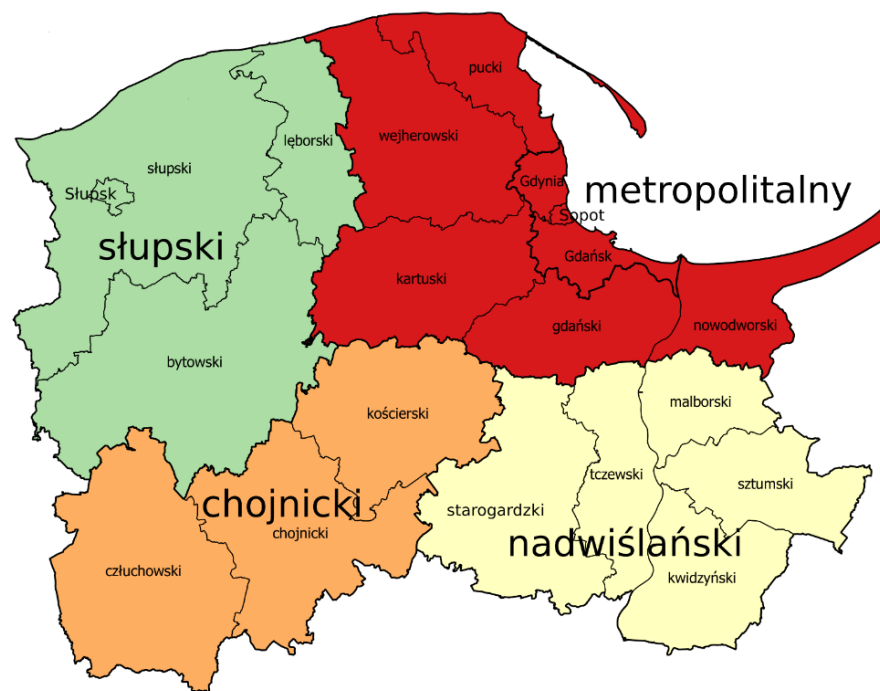 pucki
wejherowski
lęborski
słupski
Gdynia
metropolitalny
Słupsk
Sopot
słupski
Gdańsk
kartuski
gdański
nowodworski
bytowski
malborski
kościerski
tczewski
sztumski
chojnicki
starogardzki
chojnicki
nadwiślański
człuchowski
kwidzyński